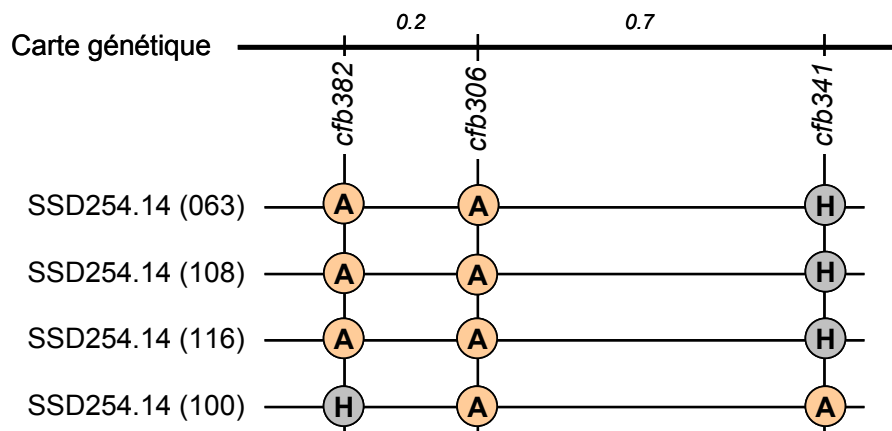 0.2 0.7
Carte génétique
cfb382 cfb306 cfb341
SSD254.14 (063) A A H
SSD254.14 (108) A A H
SSD254.14 (116) A A H
SSD254.14 (100) H A A